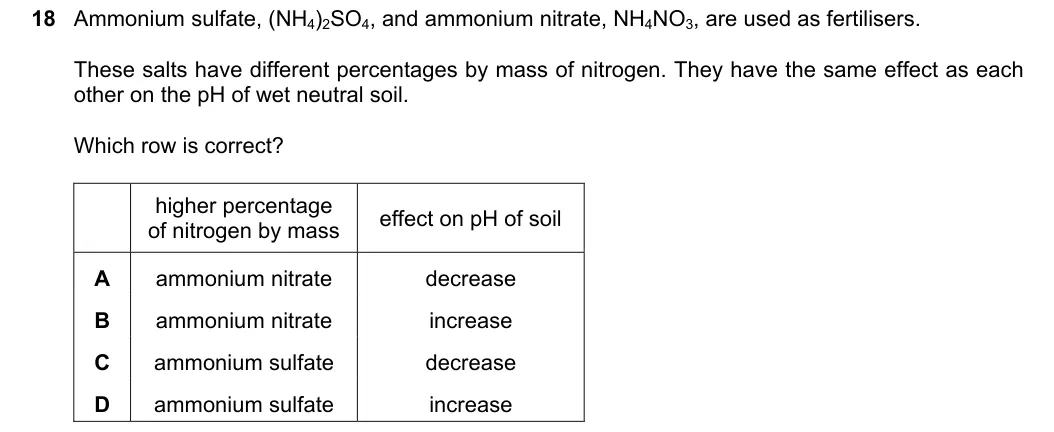 18 Ammonium sulfate, (NH₄)₂SO₄, and ammonium nitrate, NH₄NO₃, are used as fertilisers.
These salts have different percentages by mass of nitrogen. They have the same effect as each
other on the pH of wet neutral soil.
Which row is correct?
higher percentage
of nitrogen by mass
effect on pH of soil
A ammonium nitrate decrease
B ammonium nitrate increase
C ammonium sulfate decrease
D ammonium sulfate increase